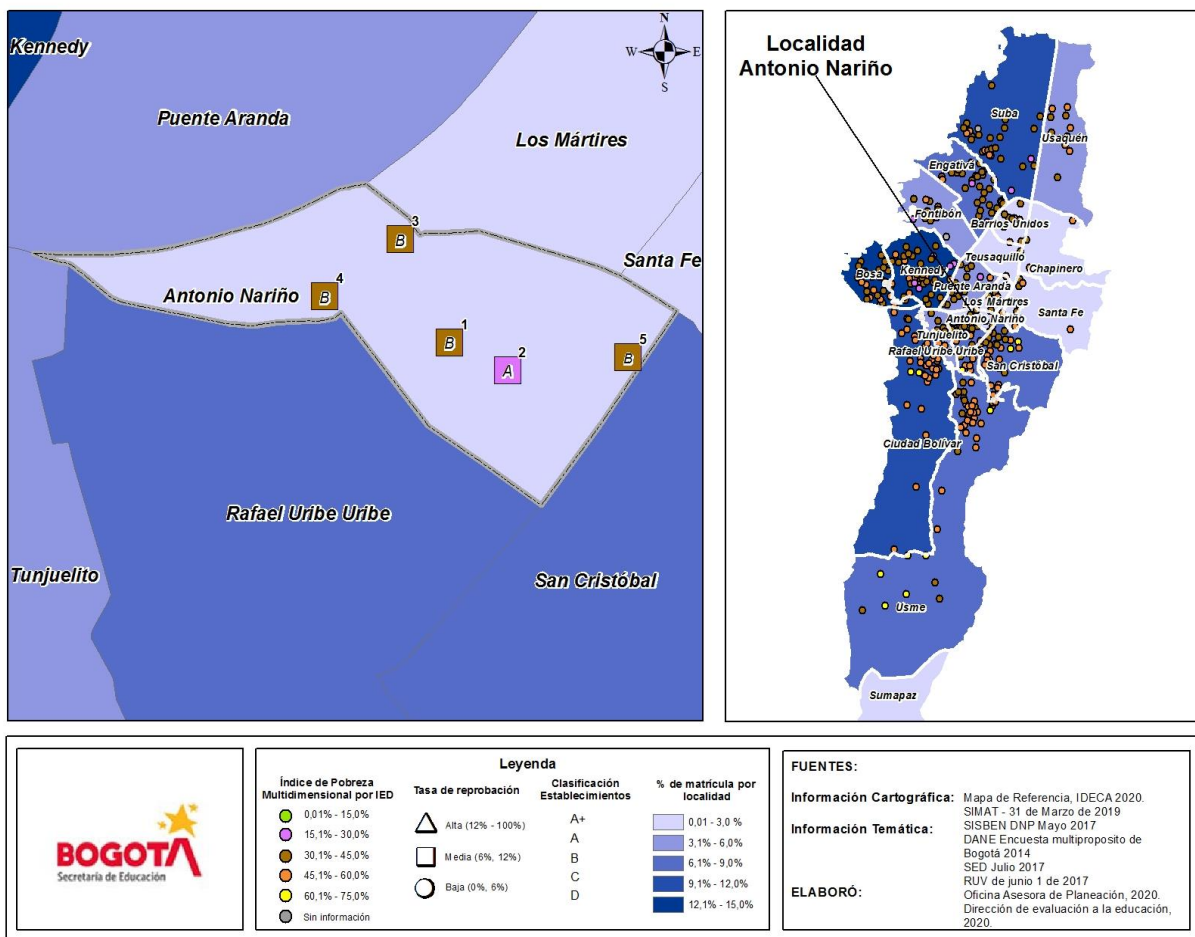 Kennedy
Puente Aranda
Los Mártires
Santa Fe
Antonio Nariño
Rafael Uribe Uribe
Tunjuelito
San Cristóbal
N
W
E
S
3
B
4
B
1
B
2
A
5
B
Localidad
Antonio Nariño
Suba
Usaquén
Engativá
Fontibón
Barrios Unidos
Teusaquillo
Chapinero
Bosa
Kennedy
Puente Aranda
Los Mártires
Santa Fe
Antonio Nariño
Tunjuelito
Rafael Uribe Uribe
San Cristóbal
Ciudad Bolívar
Usme
Sumapaz
BOGOTÁ
Secretaría de Educación
Leyenda
Índice de Pobreza
Multidimensional por IED
0,01% - 15,0%
15,1% - 30,0%
30,1% - 45,0%
45,1% - 60,0%
60,1% - 75,0%
Sin información
Tasa de reprobación
Alta (12% - 100%)
Media (6%, 12%)
Baja (0%, 6%)
Clasificación
Establecimientos
A+
A
B
C
D
% de matrícula por
localidad
0,01 - 3,0 %
3,1% - 6,0%
6,1% - 9,0%
9,1% - 12,0%
12,1% - 15,0%
FUENTES:
Información Cartográfica: Mapa de Referencia, IDECA 2020.
SIMAT - 31 de Marzo de 2019
Información Temática: SISBEN DNP Mayo 2017
DANE Encuesta multiproposito de
Bogotá 2014
SED Julio 2017
RUV de junio 1 de 2017
ELABORÓ: Oficina Asesora de Planeación, 2020.
Dirección de evaluación a la educación,
2020.